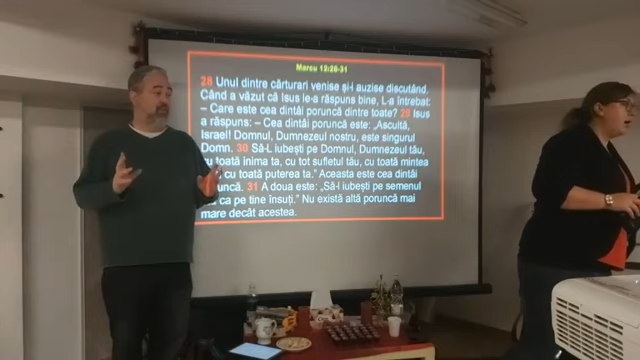 Marcu 12:28-31
28 Unul dintre cărturari venise și-i auzise discutând.
Când a văzut că Isus le-a răspuns bine, L-a întrebat:
– Care este cea dintâi poruncă dintre toate? 29 Isus
a răspuns: – Cea dintâi poruncă este: „Ascultă,
Israel! Domnul, Dumnezeul nostru, este singurul
Domn. 30 Să-L iubești pe Domnul, Dumnezeul tău,
cu toată inima ta, cu tot sufletul tău, cu toată mintea
cu toată puterea ta.” Aceasta este cea dintâi
poruncă. 31 A doua este: „Să-l iubești pe semenul
ca pe tine însuți.” Nu există altă poruncă mai
mare decât acestea.